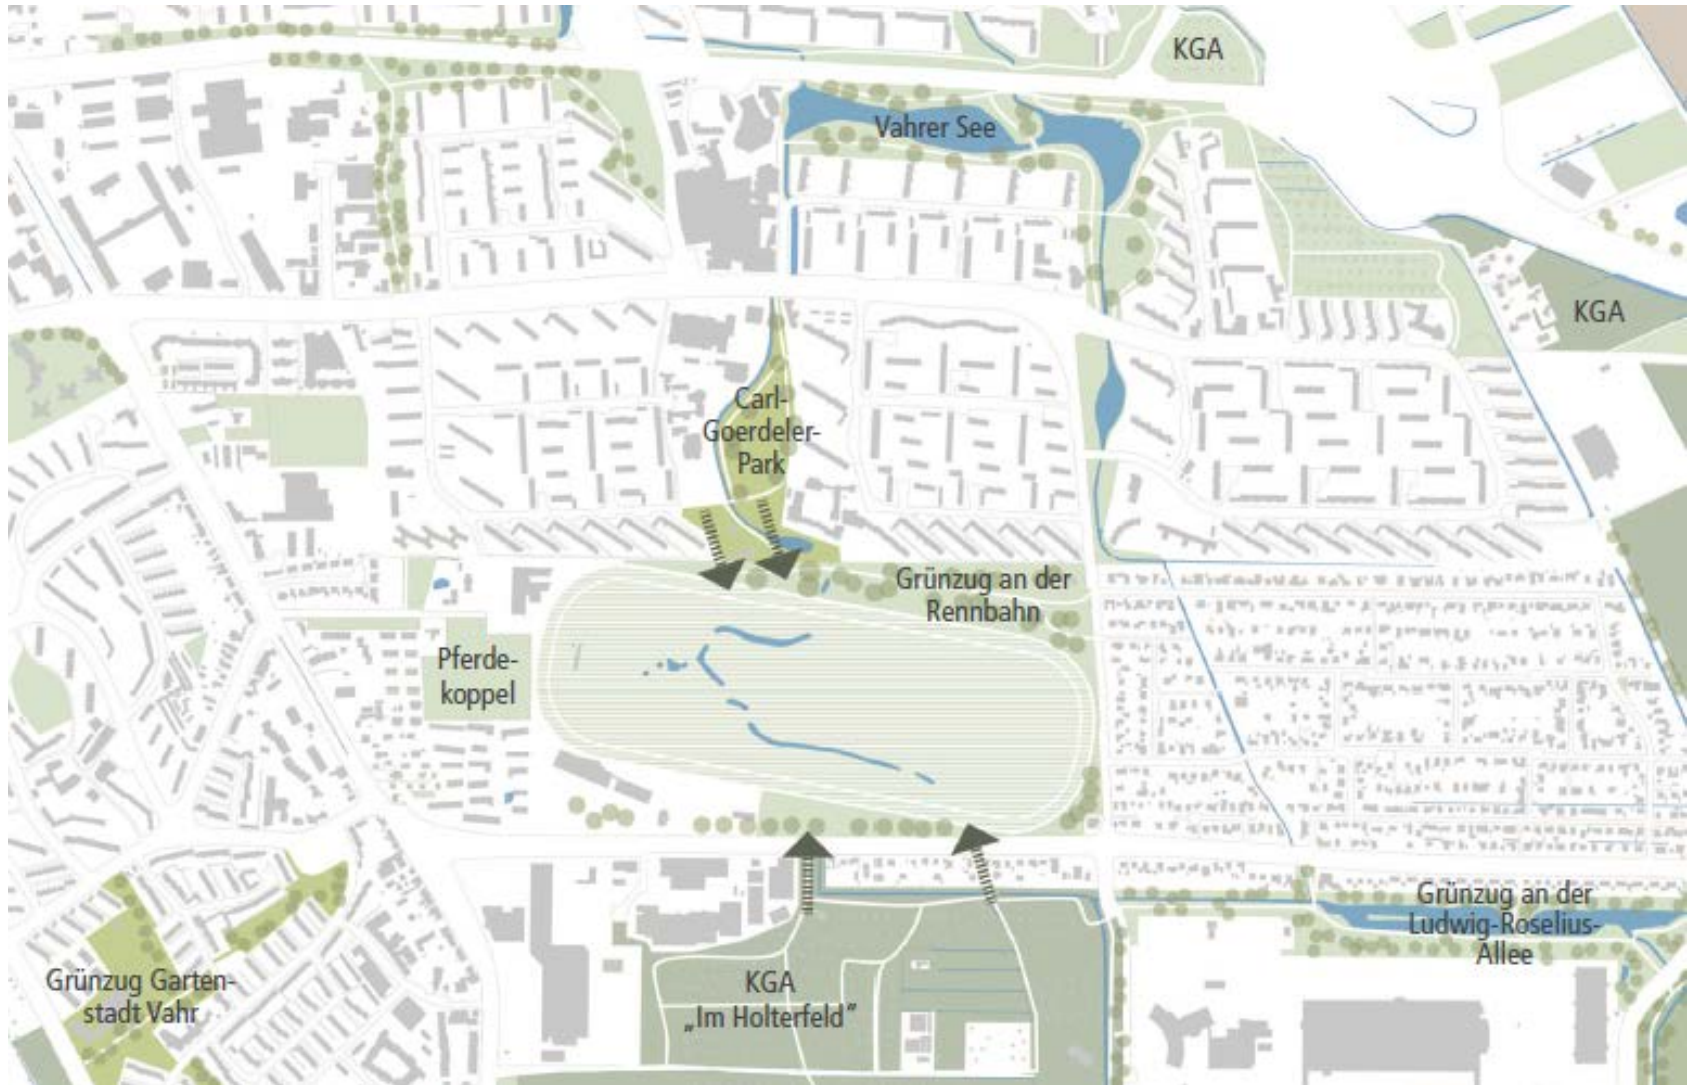 KGA
Vahrer See
KGA
Carl-
Goerdeler-
Park
Grünzug an der
Rennbahn
Pferde-
koppel
Grünzug an der
Ludwig-Roselius-
Allee
Grünzug Garten-
stadt Vahr
KGA
„Im Holterfeld“